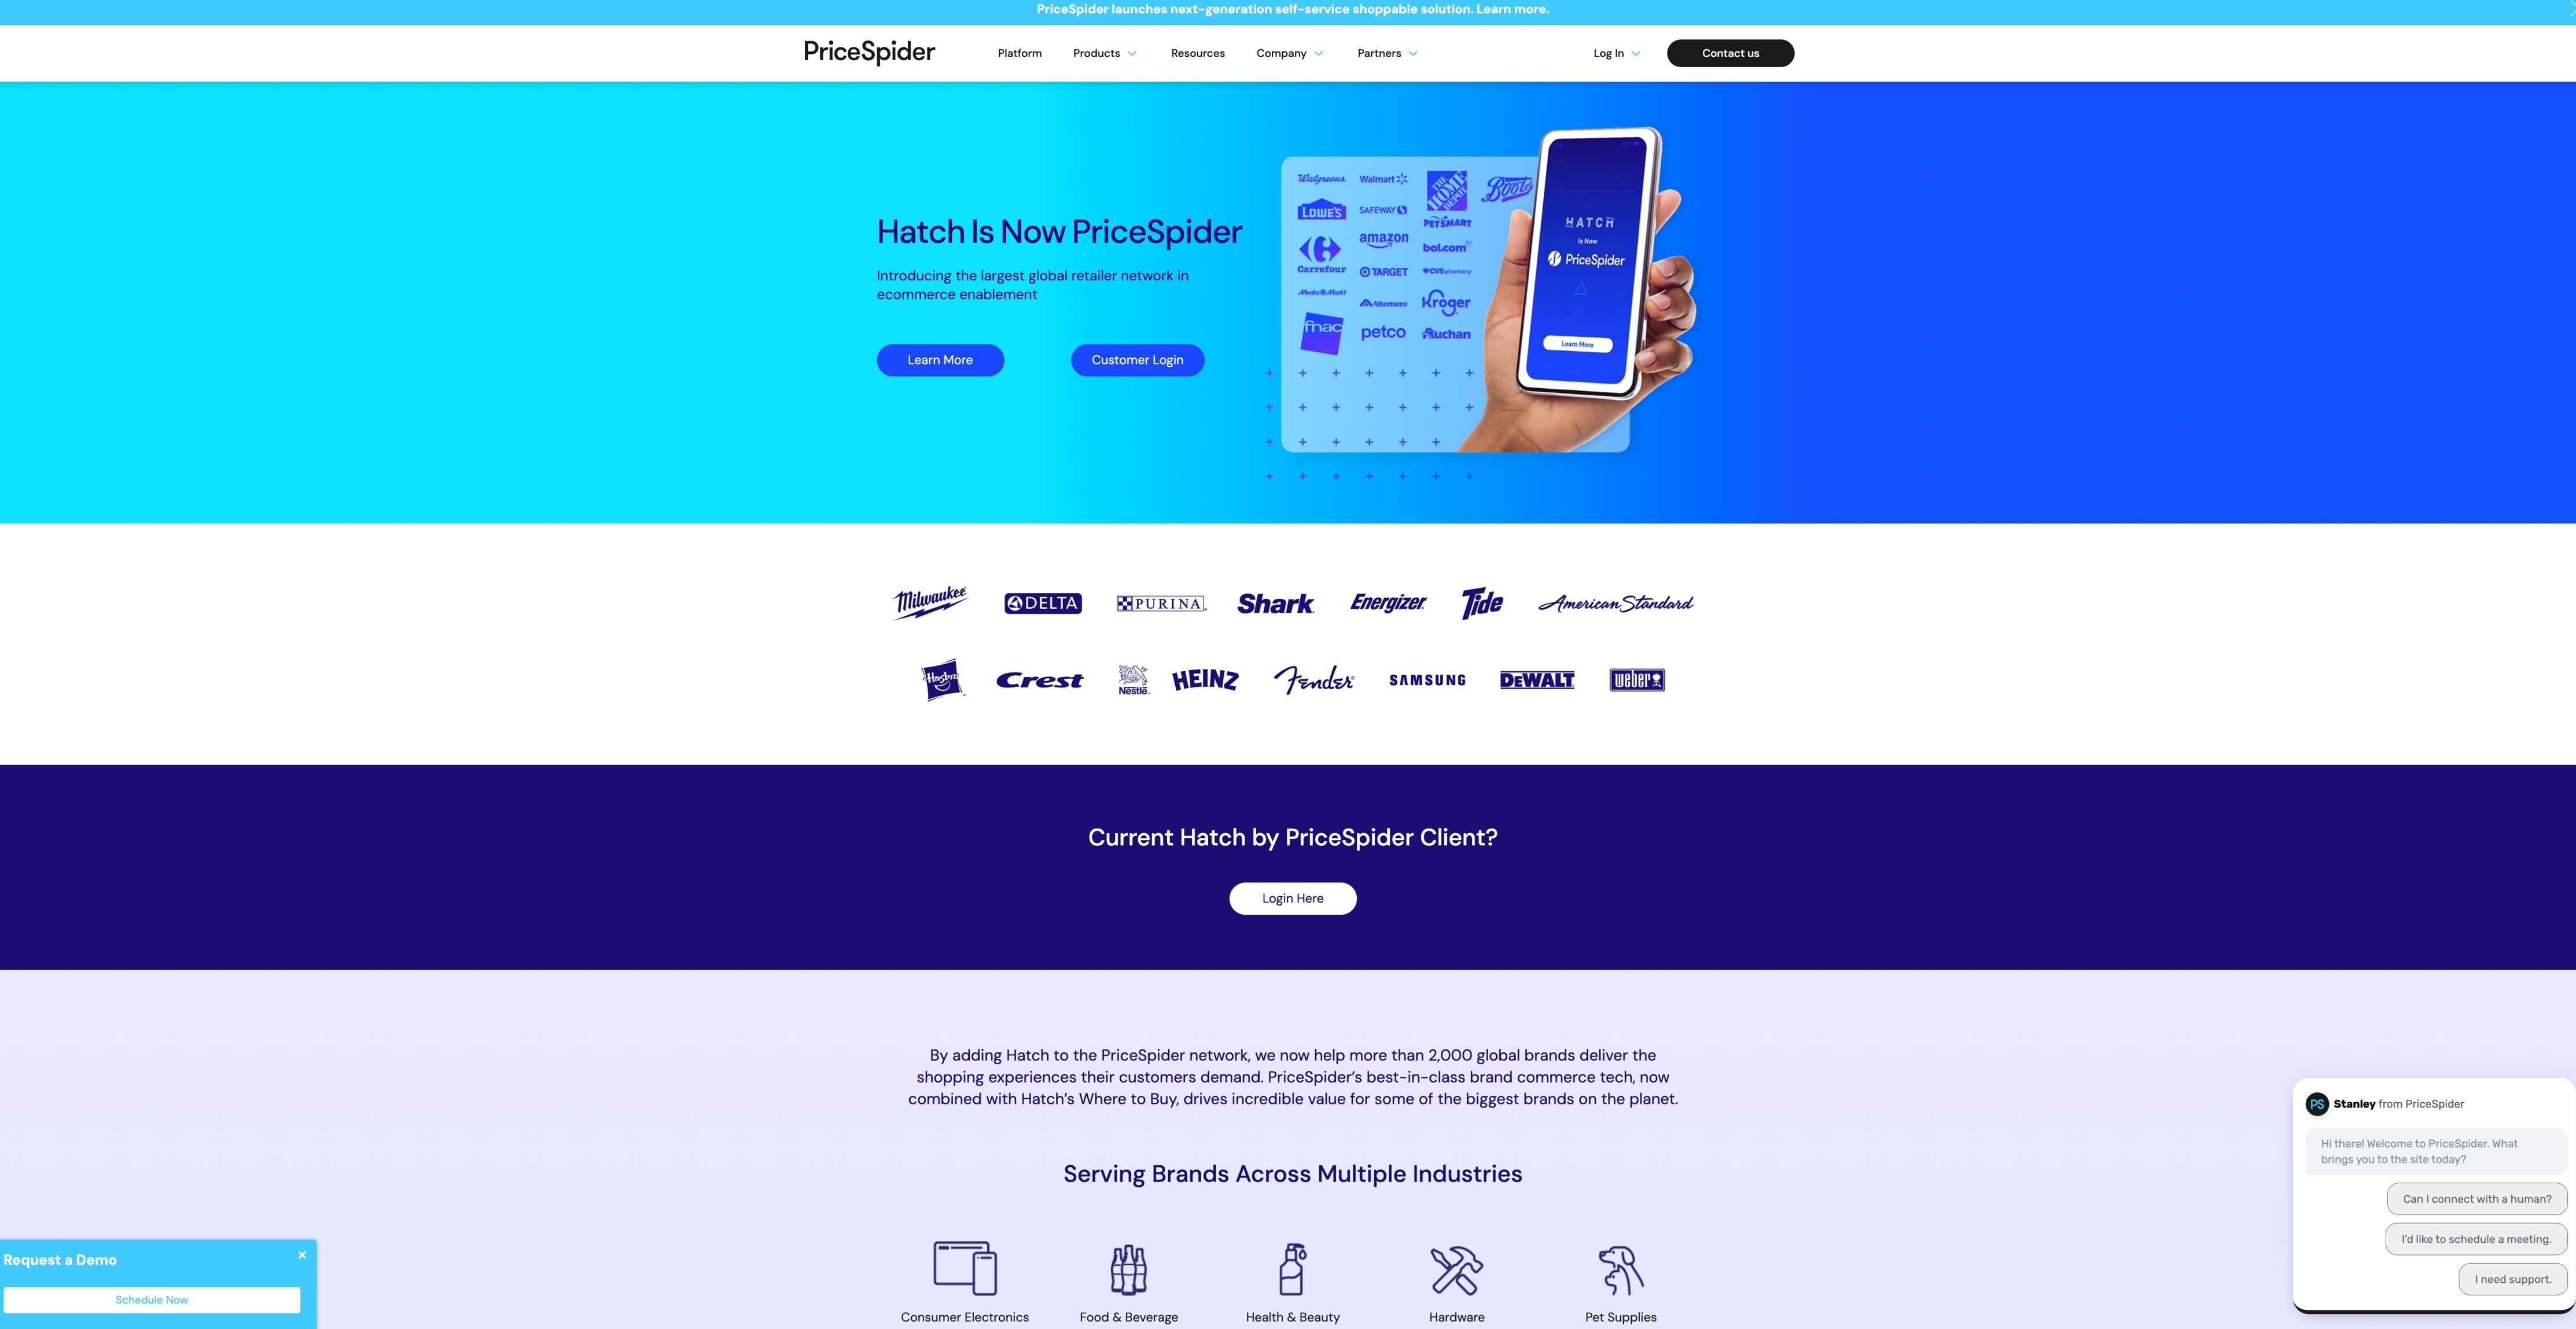 PriceSpider launches next-generation self-service shoppable solution. Learn more.
PriceSpider
Platform
Products
Resources
Company
Partners
Log In
Contact us
Hatch Is Now PriceSpider
Introducing the largest global retailer network in
ecommerce enablement
Learn More
Customer Login
Walgreens
Walmart
THE HOME DEPOT
Boots
LOWE'S
SAFEWAY
PETSMART
amazon
bol.com
Carrefour
TARGET
CVS pharmacy
Media Markt
Albertsons
Kroger
fnac
petco
Auchan
HATCH
Is Now
PriceSpider
Learn More
Milwaukee
DELTA
PURINA
Shark
Energizer
Tide
American Standard
Hasbro
Crest
Nestlé
HEINZ
Fender
SAMSUNG
DEWALT
weber
Current Hatch by PriceSpider Client?
Login Here
By adding Hatch to the PriceSpider network, we now help more than 2,000 global brands deliver the
shopping experiences their customers demand. PriceSpider's best-in-class brand commerce tech, now
combined with Hatch's Where to Buy, drives incredible value for some of the biggest brands on the planet.
Serving Brands Across Multiple Industries
Consumer Electronics
Food & Beverage
Health & Beauty
Hardware
Pet Supplies
Request a Demo
×
Schedule Now
PS
Stanley from PriceSpider
Hi there! Welcome to PriceSpider. What
brings you to the site today?
Can I connect with a human?
I'd like to schedule a meeting.
I need support.